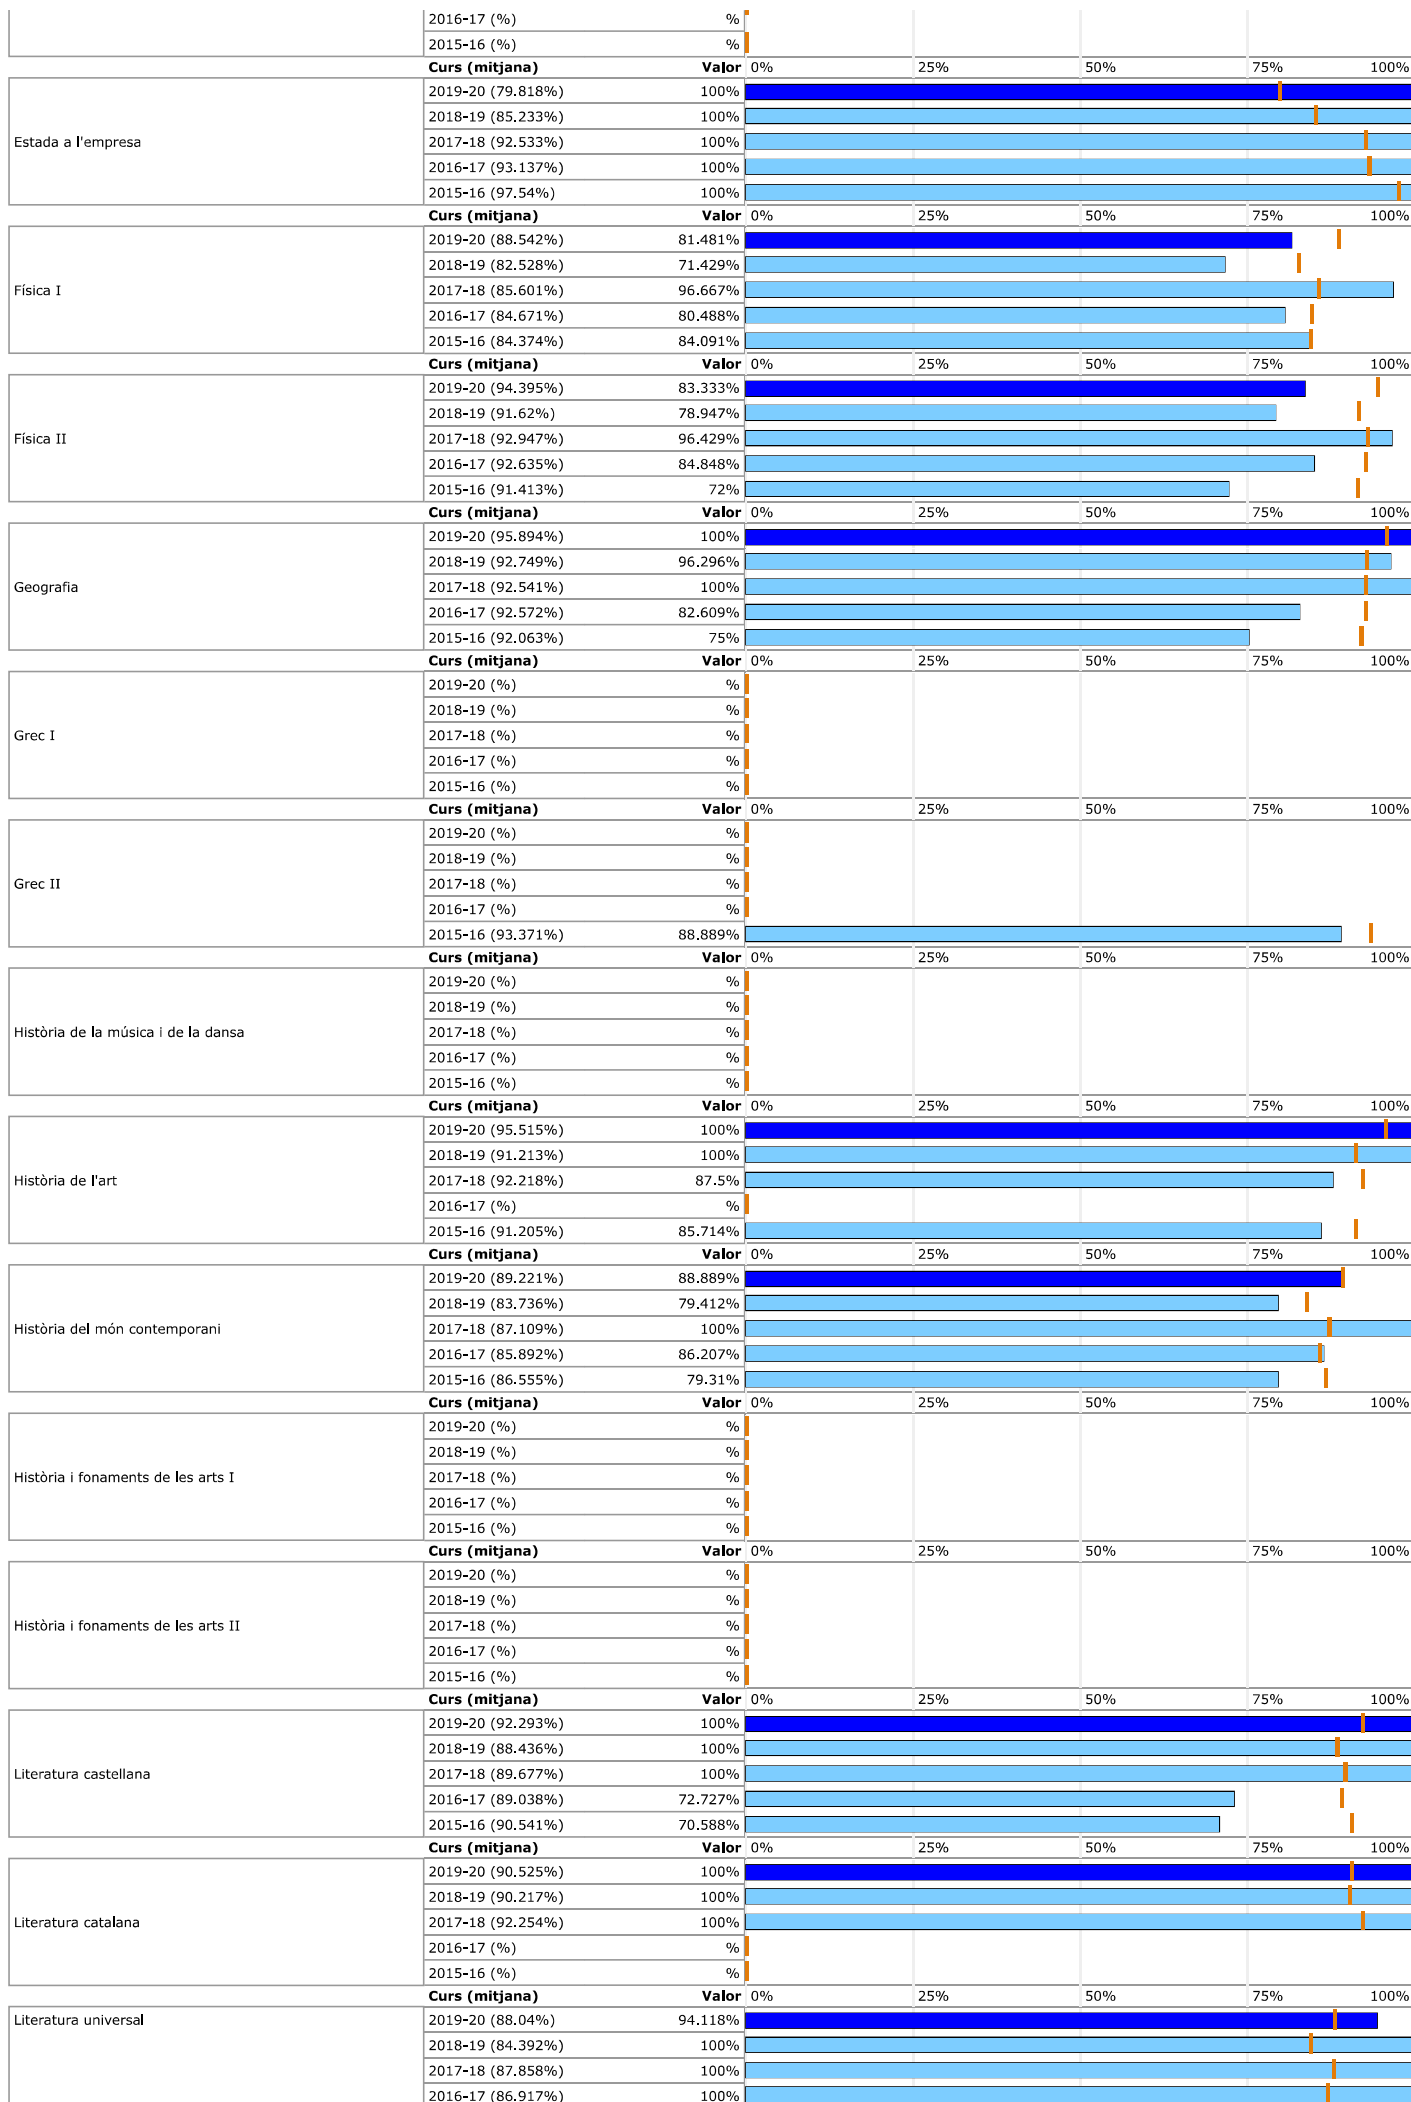 2016-17 (%) %
2015-16 (%) %
Curs (mitjana) Valor 0% 25% 50% 75% 100%
2019-20 (79.818%) 100%
2018-19 (85.233%) 100%
Estada a l'empresa 2017-18 (92.533%) 100%
2016-17 (93.137%) 100%
2015-16 (97.54%) 100%
Curs (mitjana) Valor 0% 25% 50% 75% 100%
2019-20 (88.542%) 81.481%
2018-19 (82.528%) 71.429%
Física I 2017-18 (85.601%) 96.667%
2016-17 (84.671%) 80.488%
2015-16 (84.374%) 84.091%
Curs (mitjana) Valor 0% 25% 50% 75% 100%
2019-20 (94.395%) 83.333%
2018-19 (91.62%) 78.947%
Física II 2017-18 (92.947%) 96.429%
2016-17 (92.635%) 84.848%
2015-16 (91.413%) 72%
Curs (mitjana) Valor 0% 25% 50% 75% 100%
2019-20 (95.894%) 100%
2018-19 (92.749%) 96.296%
Geografia 2017-18 (92.541%) 100%
2016-17 (92.572%) 82.609%
2015-16 (92.063%) 75%
Curs (mitjana) Valor 0% 25% 50% 75% 100%
2019-20 (%) %
2018-19 (%) %
Grec I 2017-18 (%) %
2016-17 (%) %
2015-16 (%) %
Curs (mitjana) Valor 0% 25% 50% 75% 100%
2019-20 (%) %
2018-19 (%) %
Grec II 2017-18 (%) %
2016-17 (%) %
2015-16 (93.371%) 88.889%
Curs (mitjana) Valor 0% 25% 50% 75% 100%
2019-20 (%) %
2018-19 (%) %
Història de la música i de la dansa 2017-18 (%) %
2016-17 (%) %
2015-16 (%) %
Curs (mitjana) Valor 0% 25% 50% 75% 100%
2019-20 (95.515%) 100%
2018-19 (91.213%) 100%
Història de l'art 2017-18 (92.218%) 87.5%
2016-17 (%) %
2015-16 (91.205%) 85.714%
Curs (mitjana) Valor 0% 25% 50% 75% 100%
2019-20 (89.221%) 88.889%
2018-19 (83.736%) 79.412%
Història del món contemporani 2017-18 (87.109%) 100%
2016-17 (85.892%) 86.207%
2015-16 (86.555%) 79.31%
Curs (mitjana) Valor 0% 25% 50% 75% 100%
2019-20 (%) %
2018-19 (%) %
Història i fonaments de les arts I 2017-18 (%) %
2016-17 (%) %
2015-16 (%) %
Curs (mitjana) Valor 0% 25% 50% 75% 100%
2019-20 (%) %
2018-19 (%) %
Història i fonaments de les arts II 2017-18 (%) %
2016-17 (%) %
2015-16 (%) %
Curs (mitjana) Valor 0% 25% 50% 75% 100%
2019-20 (92.293%) 100%
2018-19 (88.436%) 100%
Literatura castellana 2017-18 (89.677%) 100%
2016-17 (89.038%) 72.727%
2015-16 (90.541%) 70.588%
Curs (mitjana) Valor 0% 25% 50% 75% 100%
2019-20 (90.525%) 100%
2018-19 (90.217%) 100%
Literatura catalana 2017-18 (92.254%) 100%
2016-17 (%) %
2015-16 (%) %
Curs (mitjana) Valor 0% 25% 50% 75% 100%
Literatura universal 2019-20 (88.04%) 94.118%
2018-19 (84.392%) 100%
2017-18 (87.858%) 100%
2016-17 (86.917%) 100%